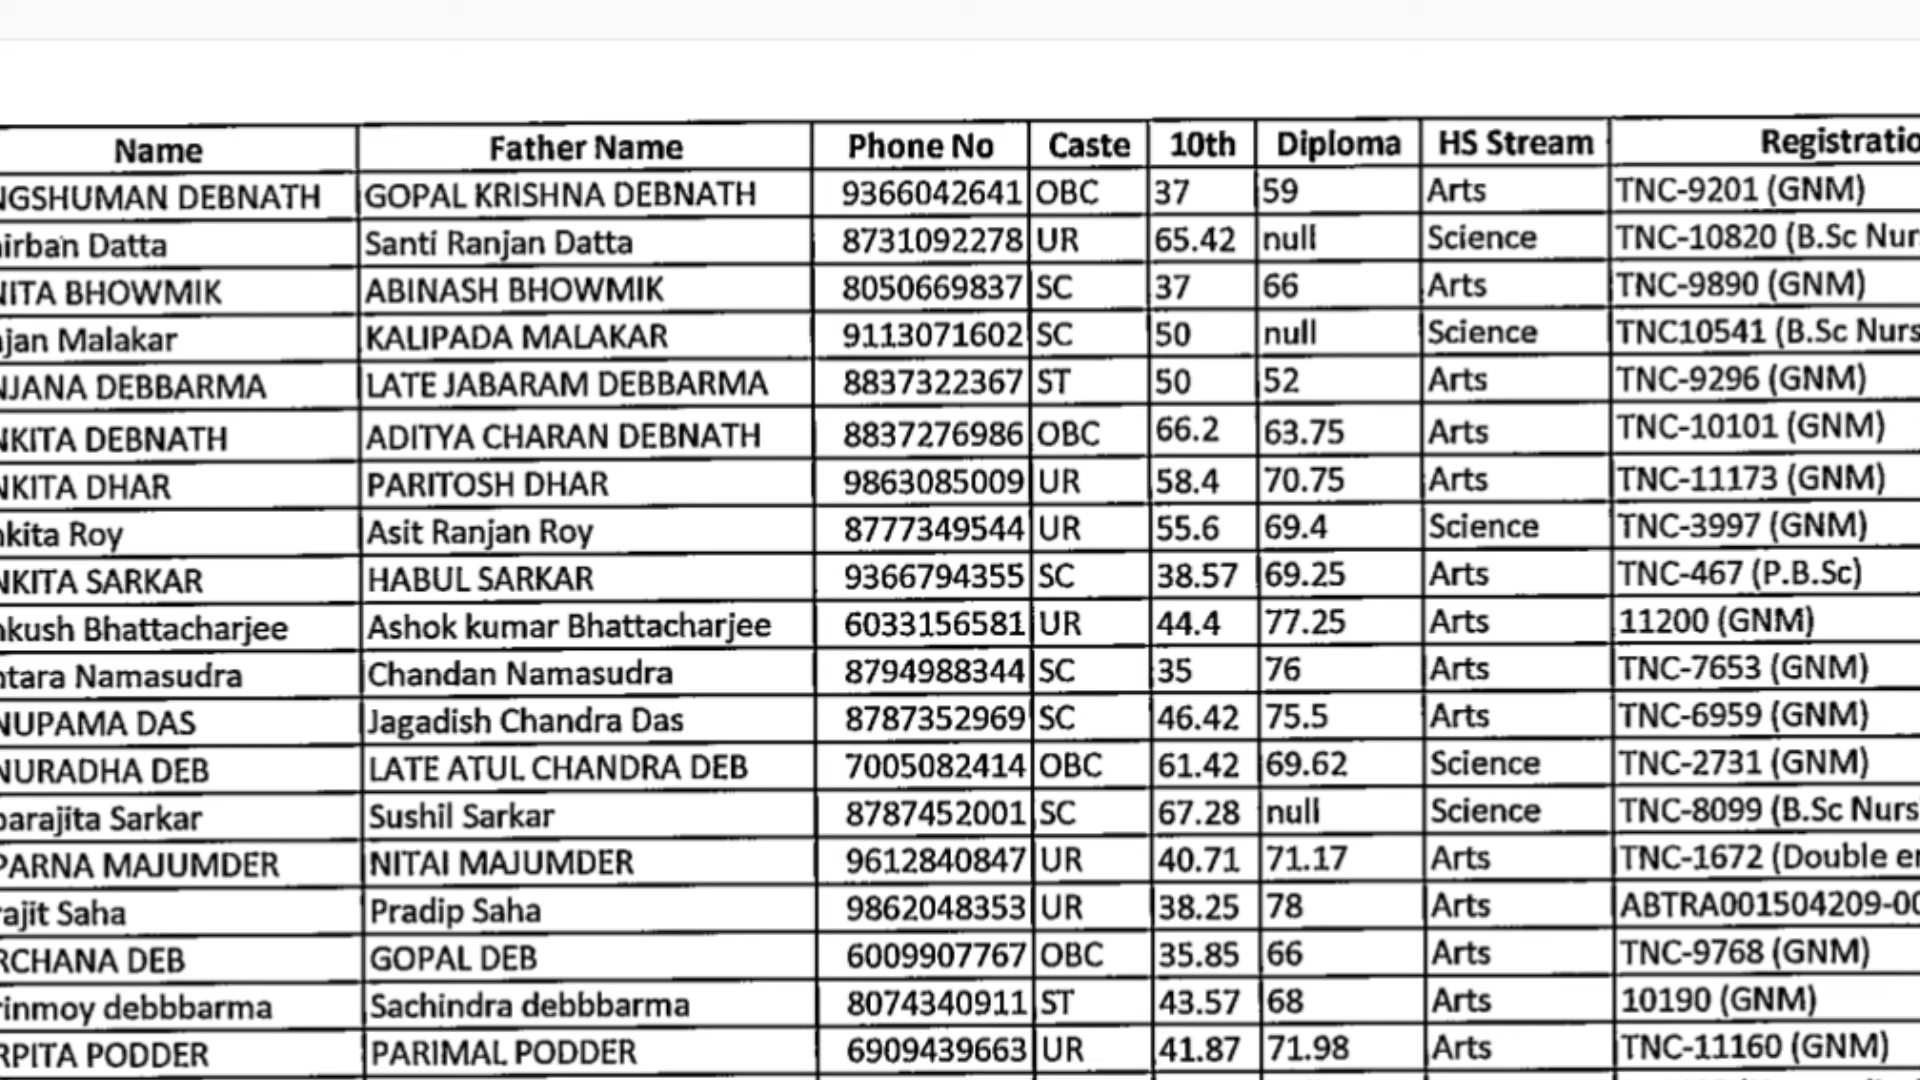 Name Father Name Phone No Caste 10th Diploma HS Stream Registratio
NGSHUMAN DEBNATH GOPAL KRISHNA DEBNATH 9366042641 OBC 37 59 Arts TNC-9201 (GNM)
irban Datta Santi Ranjan Datta 8731092278 UR 65.42 null Science TNC-10820 (B.Sc Nur
NITA BHOWMIK ABINASH BHOWMIK 8050669837 SC 37 66 Arts TNC-9890 (GNM)
jan Malakar KALIPADA MALAKAR 9113071602 SC 50 null Science TNC10541 (B.Sc Nurs
NJANA DEBBARMA LATE JABARAM DEBBARMA 8837322367 ST 50 52 Arts TNC-9296 (GNM)
NKITA DEBNATH ADITYA CHARAN DEBNATH 8837276986 OBC 66.2 63.75 Arts TNC-10101 (GNM)
NKITA DHAR PARITOSH DHAR 9863085009 UR 58.4 70.75 Arts TNC-11173 (GNM)
kita Roy Asit Ranjan Roy 8777349544 UR 55.6 69.4 Science TNC-3997 (GNM)
NKITA SARKAR HABUL SARKAR 9366794355 SC 38.57 69.25 Arts TNC-467 (P.B.Sc)
kush Bhattacharjee Ashok kumar Bhattacharjee 6033156581 UR 44.4 77.25 Arts 11200 (GNM)
tara Namasudra Chandan Namasudra 8794988344 SC 35 76 Arts TNC-7653 (GNM)
NUPAMA DAS Jagadish Chandra Das 8787352969 SC 46.42 75.5 Arts TNC-6959 (GNM)
NURADHA DEB LATE ATUL CHANDRA DEB 7005082414 OBC 61.42 69.62 Science TNC-2731 (GNM)
parajita Sarkar Sushil Sarkar 8787452001 SC 67.28 null Science TNC-8099 (B.Sc Nurs
PARNA MAJUMDER NITAI MAJUMDER 9612840847 UR 40.71 71.17 Arts TNC-1672 (Double en
rajit Saha Pradip Saha 9862048353 UR 38.25 78 Arts ABTRA001504209-00
RCHANA DEB GOPAL DEB 6009907767 OBC 35.85 66 Arts TNC-9768 (GNM)
rinmoy debbbarma Sachindra debbbarma 8074340911 ST 43.57 68 Arts 10190 (GNM)
RPITA PODDER PARIMAL PODDER 6909439663 UR 41.87 71.98 Arts TNC-11160 (GNM)